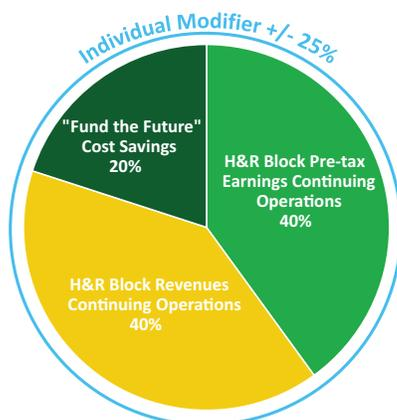 Individual Modifier +/- 25%
"Fund the Future"
Cost Savings
20%
H&R Block Pre-tax
Earnings Continuing
Operations
40%
H&R Block Revenues
Continuing Operations
40%